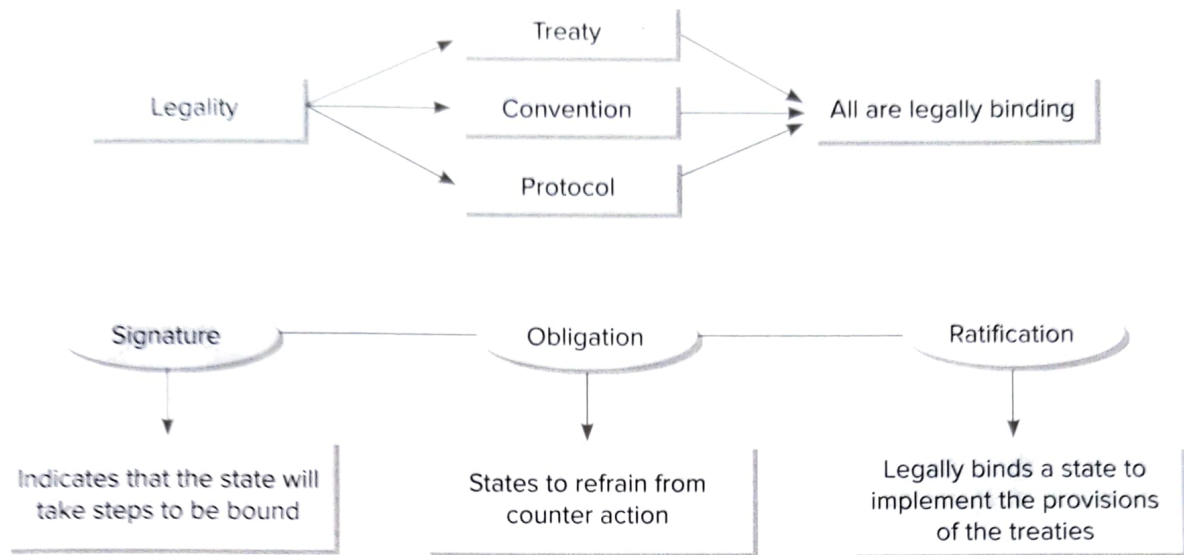 Treaty
Legality
Convention
All are legally binding
Protocol
Signature
Obligation
Ratification
Indicates that the state will
take steps to be bound
States to refrain from
counter action
Legally binds a state to
implement the provisions
of the treaties